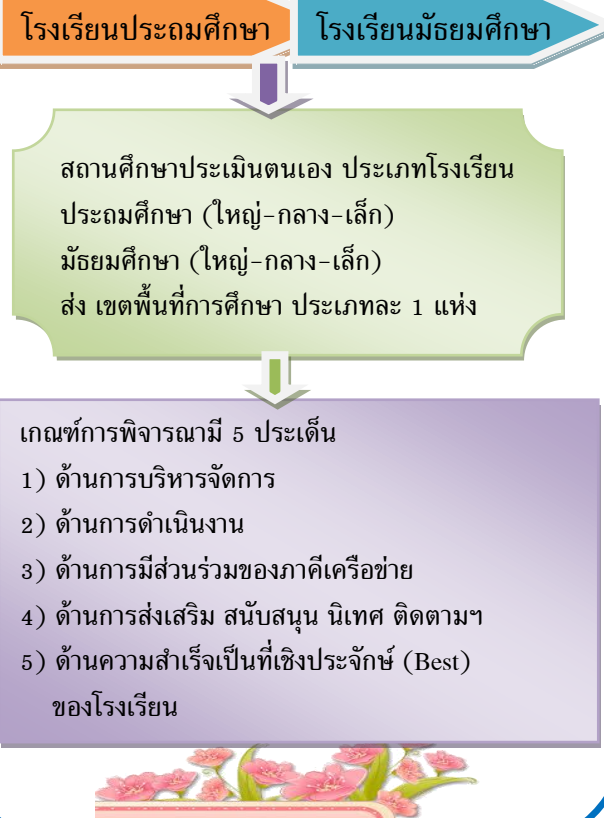 โรงเรียนประถมศึกษา
โรงเรียนมัธยมศึกษา
สถานศึกษาประเมินตนเอง ประเภทโรงเรียน
ประถมศึกษา (ใหญ่-กลาง-เล็ก)
มัธยมศึกษา (ใหญ่-กลาง-เล็ก)
ส่ง เขตพื้นที่การศึกษา ประเภทละ 1 แห่ง
เกณฑ์การพิจารณามี 5 ประเด็น
1) ด้านการบริหารจัดการ
2) ด้านการดำเนินงาน
3) ด้านการมีส่วนร่วมของภาคีเครือข่าย
4) ด้านการส่งเสริม สนับสนุน นิเทศ ติดตามฯ
5) ด้านความสำเร็จเป็นที่เชิงประจักษ์ (Best)
ของโรงเรียน